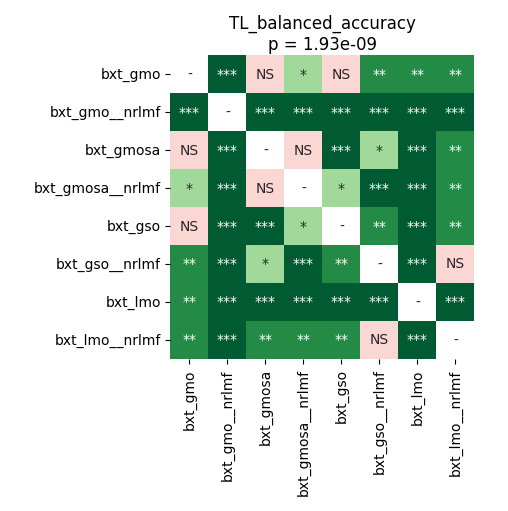 TL_balanced_accuracy
p = 1.93e-09
bxt_gmo - *** NS * NS ** ** **
bxt_gmo__nrlmf *** - *** *** *** *** *** ***
bxt_gmosa NS *** - NS *** * *** **
bxt_gmosa__nrlmf * *** NS - * *** *** **
bxt_gso NS *** *** * - ** *** **
bxt_gso__nrlmf ** *** * *** ** - *** NS
bxt_lmo ** *** *** *** *** *** - ***
bxt_lmo__nrlmf ** *** ** ** ** NS *** -
bxt_gmo
bxt_gmo__nrlmf
bxt_gmosa
bxt_gmosa__nrlmf
bxt_gso
bxt_gso__nrlmf
bxt_lmo
bxt_lmo__nrlmf